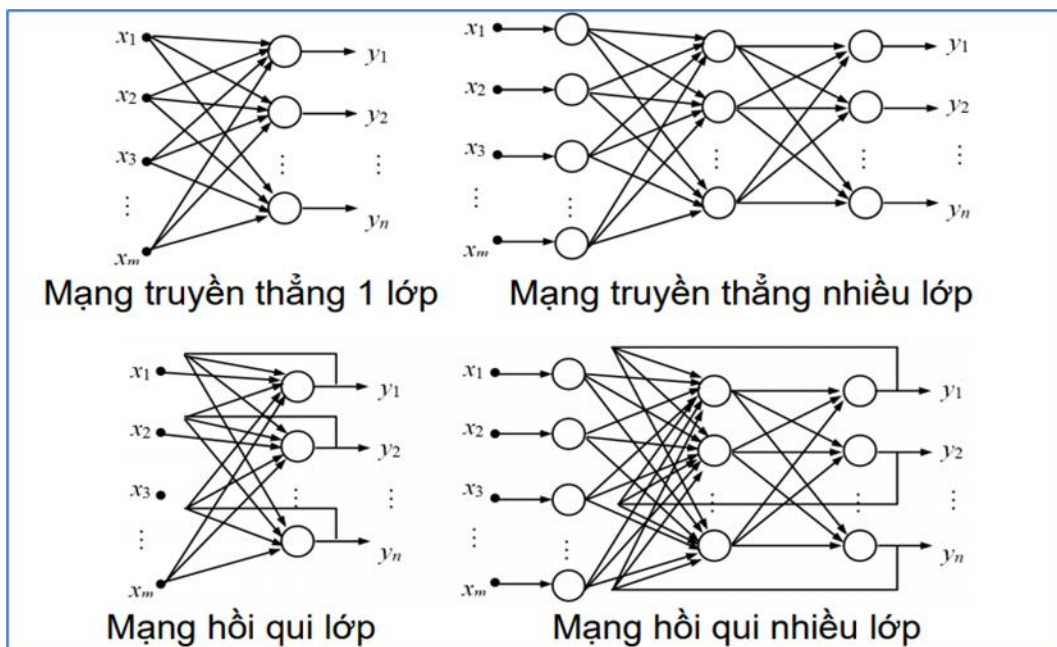 x1
x2
x3
⋮
xm
y1
y2
⋮
yn
Mạng truyền thẳng 1 lớp
x1
x2
x3
⋮
xm
y1
y2
⋮
yn
Mạng truyền thẳng nhiều lớp
x1
x2
x3
⋮
xm
y1
y2
⋮
yn
Mạng hồi qui lớp
x1
x2
x3
⋮
xm
y1
y2
⋮
yn
Mạng hồi qui nhiều lớp